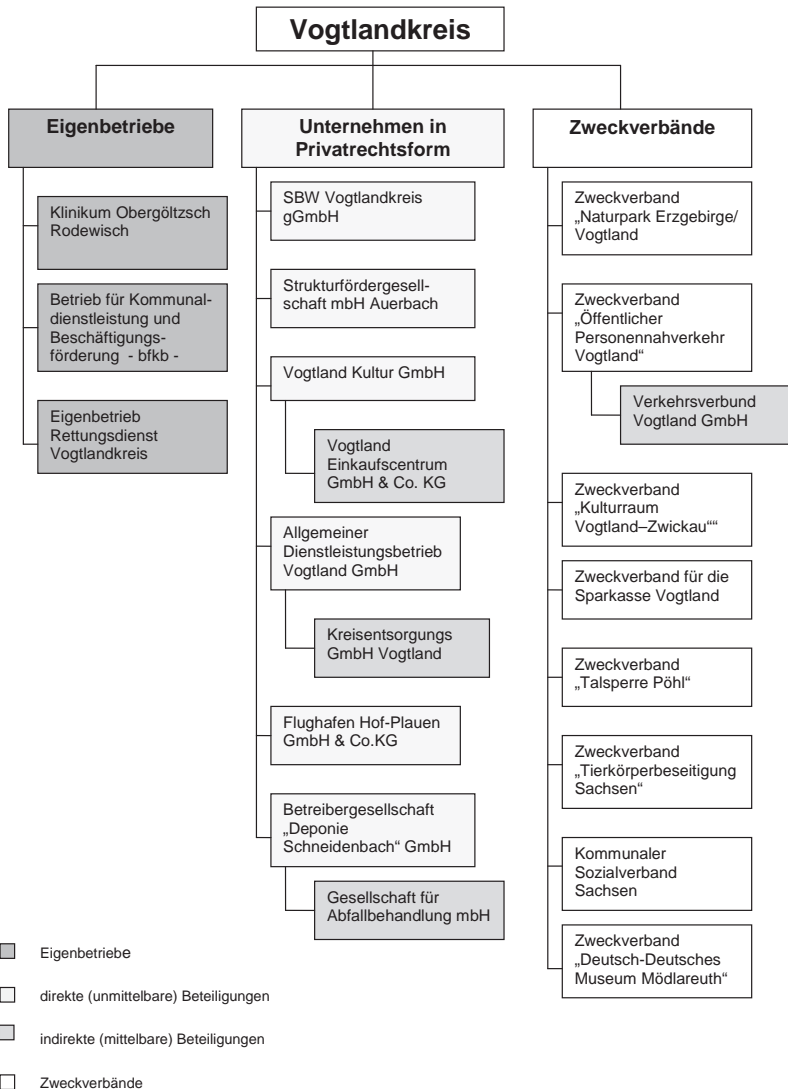 Vogtlandkreis
Eigenbetriebe
Klinikum Obergöltzsch
Rodewisch
Betrieb für Kommunal-
dienstleistung und
Beschäftigungs-
förderung - bfkb -
Eigenbetrieb
Rettungsdienst
Vogtlandkreis
Unternehmen in
Privatrechtsform
SBW Vogtlandkreis
gGmbH
Strukturfördergesell-
schaft mbH Auerbach
Vogtland Kultur GmbH
Vogtland
Einkaufscentrum
GmbH & Co. KG
Allgemeiner
Dienstleistungsbetrieb
Vogtland GmbH
Kreisentsorgungs
GmbH Vogtland
Flughafen Hof-Plauen
GmbH & Co.KG
Betreibergesellschaft
„Deponie
Schneidenbach“ GmbH
Gesellschaft für
Abfallbehandlung mbH
Zweckverbände
Zweckverband
„Naturpark Erzgebirge/
Vogtland
Zweckverband
„Öffentlicher
Personennahverkehr
Vogtland“
Verkehrsverbund
Vogtland GmbH
Zweckverband
„Kulturraum
Vogtland–Zwickau““
Zweckverband für die
Sparkasse Vogtland
Zweckverband
„Talsperre Pöhl“
Zweckverband
„Tierkörperbeseitigung
Sachsen“
Kommunaler
Sozialverband
Sachsen
Zweckverband
„Deutsch-Deutsches
Museum Mödlareuth“
Eigenbetriebe
direkte (unmittelbare) Beteiligungen
indirekte (mittelbare) Beteiligungen
Zweckverbände